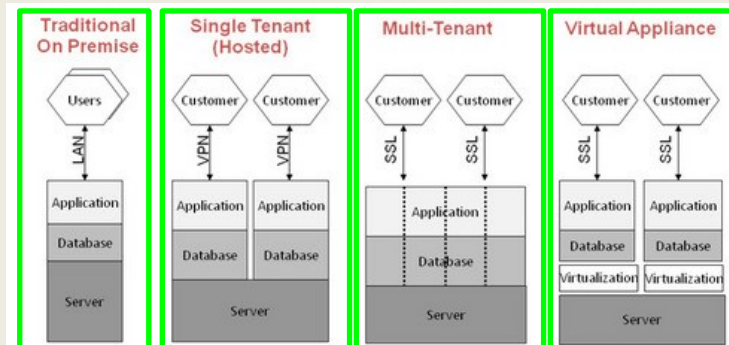 Traditional
On Premise
Users
LAN
Application
Database
Server
Single Tenant
(Hosted)
Customer Customer
VPN VPN
Application Application
Database Database
Server
Multi-Tenant
Customer Customer
SSL SSL
Application
Database
Server
Virtual Appliance
Customer Customer
SSL SSL
Application Application
Database Database
Virtualization Virtualization
Server